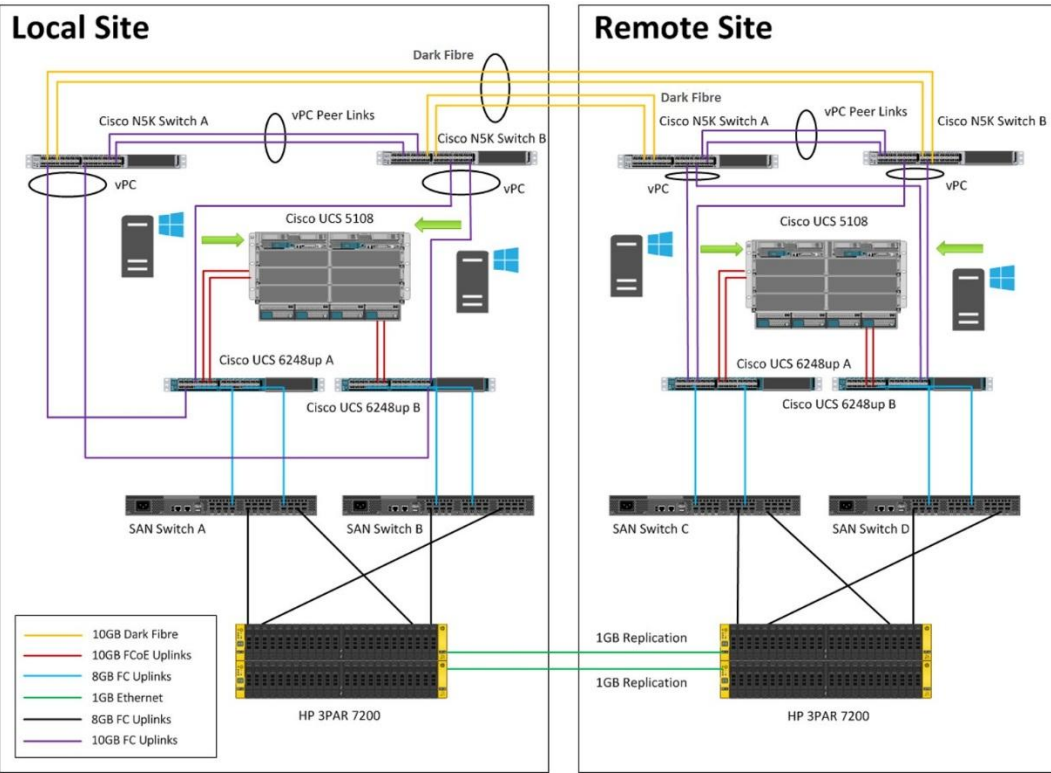 Local Site
Remote Site
Dark Fibre
Dark Fibre
Cisco N5K Switch A
vPC Peer Links
Cisco N5K Switch B
Cisco N5K Switch A
vPC Peer Links
Cisco N5K Switch B
vPC
vPC
vPC
vPC
Cisco UCS 5108
Cisco UCS 5108
Cisco UCS 6248up A
Cisco UCS 6248up B
Cisco UCS 6248up A
Cisco UCS 6248up B
SAN Switch A
SAN Switch B
SAN Switch C
SAN Switch D
10GB Dark Fibre
10GB FCoE Uplinks
8GB FC Uplinks
1GB Ethernet
8GB FC Uplinks
10GB FC Uplinks
1GB Replication
1GB Replication
HP 3PAR 7200
HP 3PAR 7200